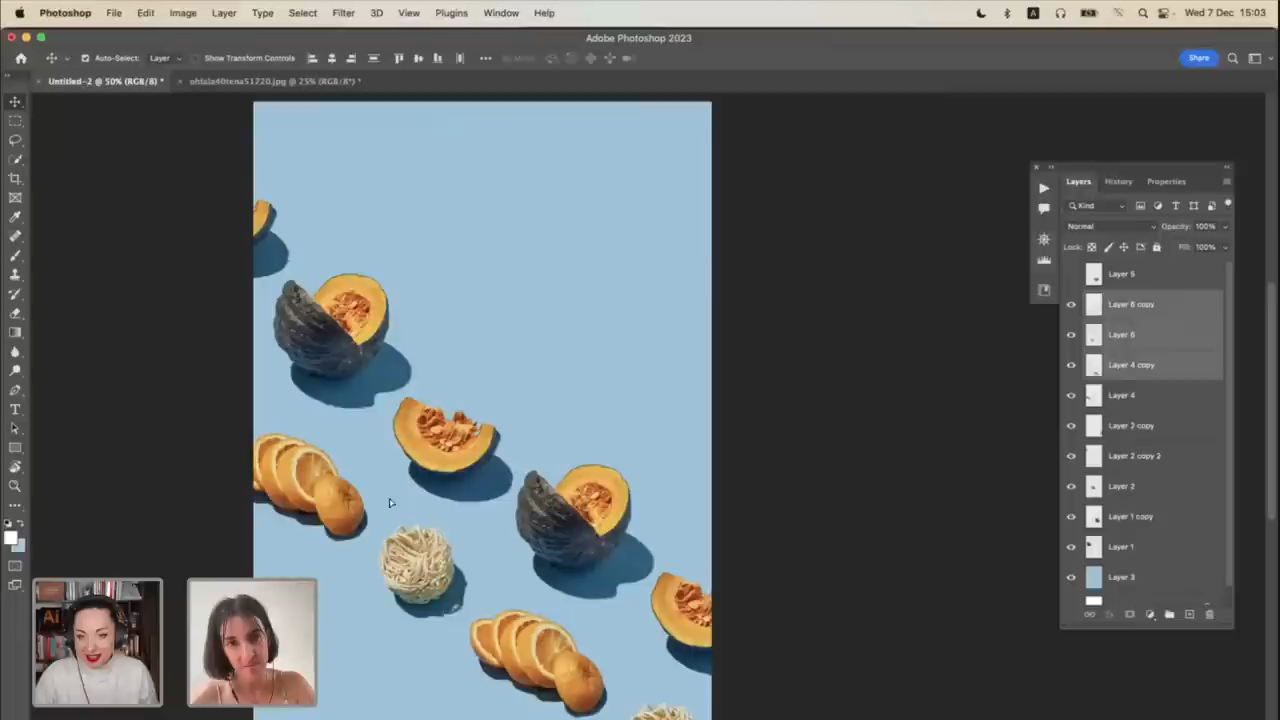 Photoshop File Edit Image Layer Type Select Filter 3D View Plugins Window Help A Wed 7 Dec 15:03
Adobe Photoshop 2023
Auto-Select: Layer Show Transform Controls Share
Untitled-2 @ 50% (RGB/8) *
Layers History Properties
Kind
Normal Opacity: 100%
Lock: Fill: 100%
Layer 5
Layer 6 copy
Layer 6
Layer 4 copy
Layer 4
Layer 2 copy
Layer 2 copy 2
Layer 2
Layer 1 copy
Layer 1
Layer 3
Ai